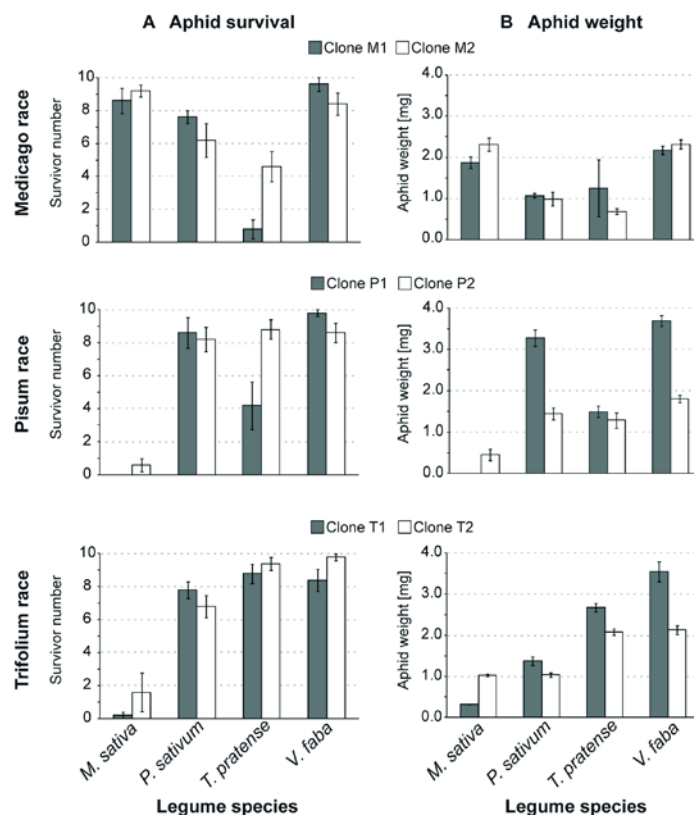 A Aphid survival
B Aphid weight
Clone M1 Clone M2
Medicago race
Survivor number
10
8
6
4
2
0
Aphid weight [mg]
4.0
3.0
2.0
1.0
0.0
Clone P1 Clone P2
Clone P1 Clone P2
Pisum race
Survivor number
10
8
6
4
2
0
Aphid weight [mg]
4.0
3.0
2.0
1.0
0.0
Clone T1 Clone T2
Trifolium race
Survivor number
10
8
6
4
2
0
Aphid weight [mg]
4.0
3.0
2.0
1.0
0.0
M. sativa
P. sativum
T. pratense
V. faba
M. sativa
P. sativum
T. pratense
V. faba
Legume species
Legume species